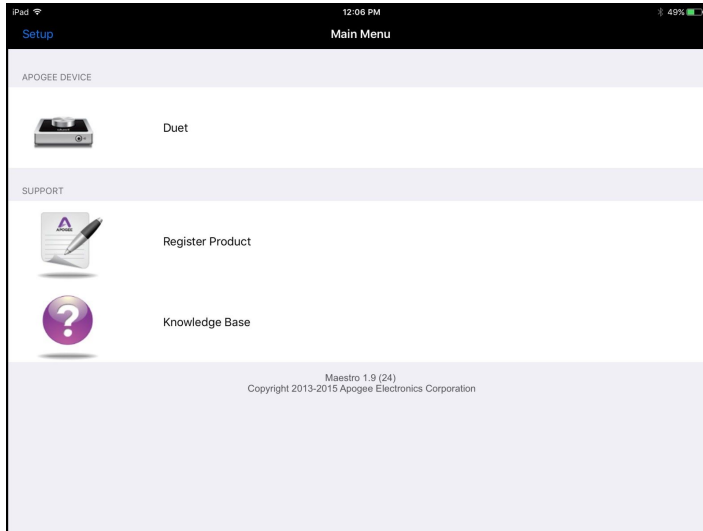 iPad 12:06 PM 49%
Setup Main Menu
APOGEE DEVICE
Duet
SUPPORT
APOGEE
Register Product
?
Knowledge Base
Maestro 1.9 (24)
Copyright 2013-2015 Apogee Electronics Corporation